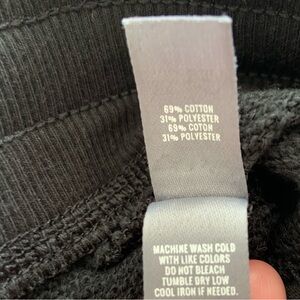 69% COTTON
31% POLYESTER
69% COTON
31% POLYESTER
MACHINE WASH COLD
WITH LIKE COLORS
DO NOT BLEACH
TUMBLE DRY LOW
COOL IRON IF NEEDED.